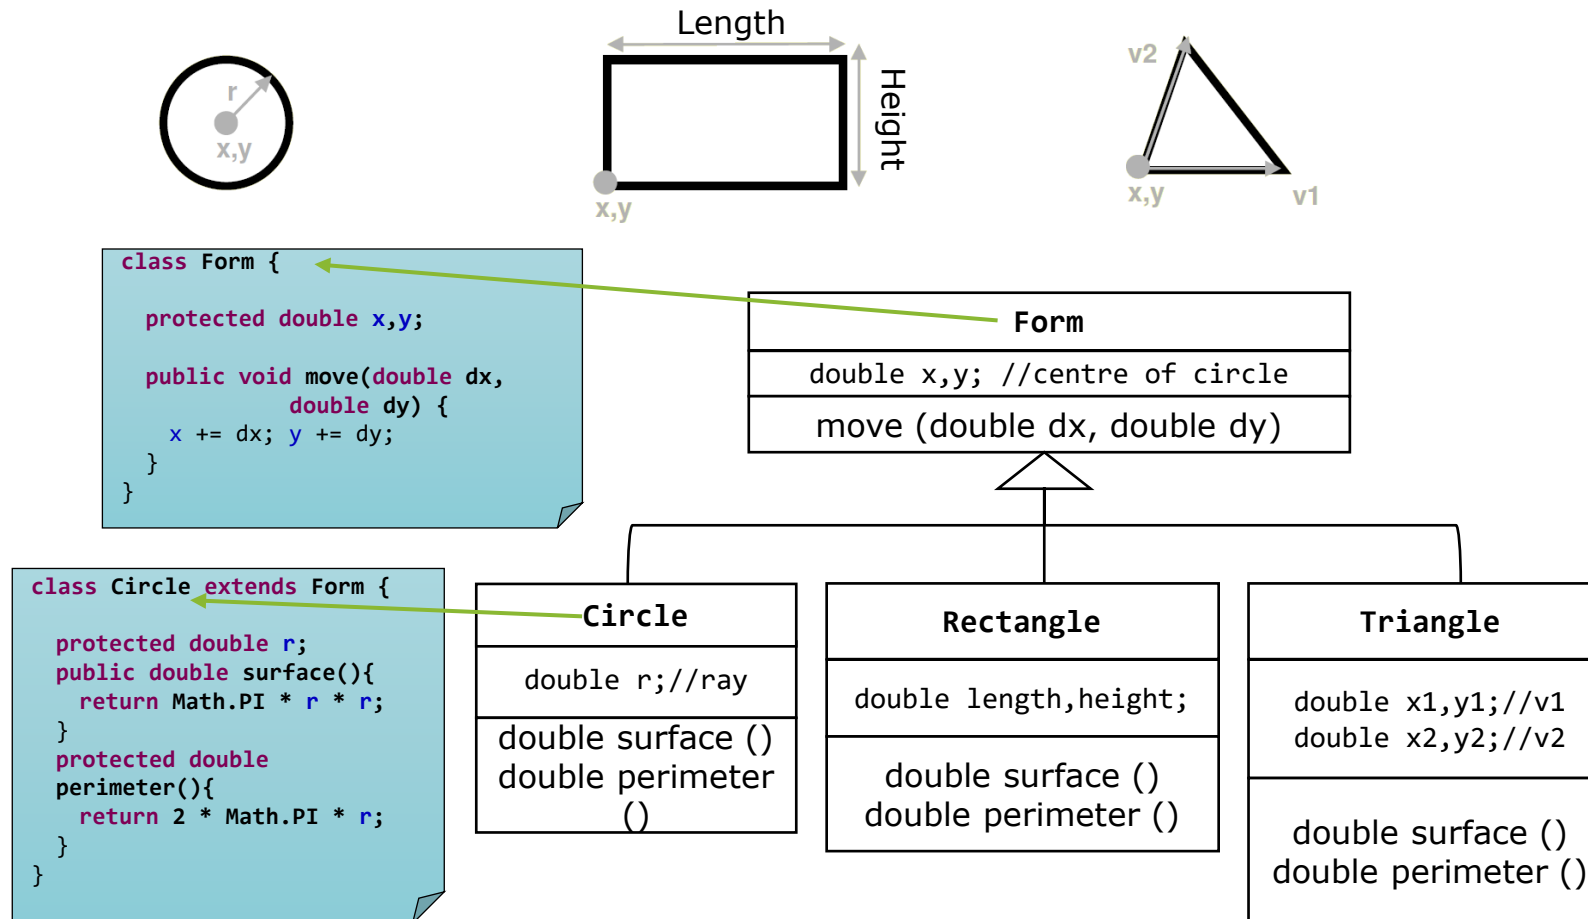 Length
Height
r
x,y
x,y
v2
x,y
v1
class Form {
protected double x,y;
public void move(double dx,
double dy) {
x += dx; y += dy;
}
}
Form
double x,y; //centre of circle
move (double dx, double dy)
class Circle extends Form {
protected double r;
public double surface(){
return Math.PI * r * r;
}
protected double
perimeter(){
return 2 * Math.PI * r;
}
}
Circle
double r;//ray
double surface ()
double perimeter
()
Rectangle
double length,height;
double surface ()
double perimeter ()
Triangle
double x1,y1;//v1
double x2,y2;//v2
double surface ()
double perimeter ()